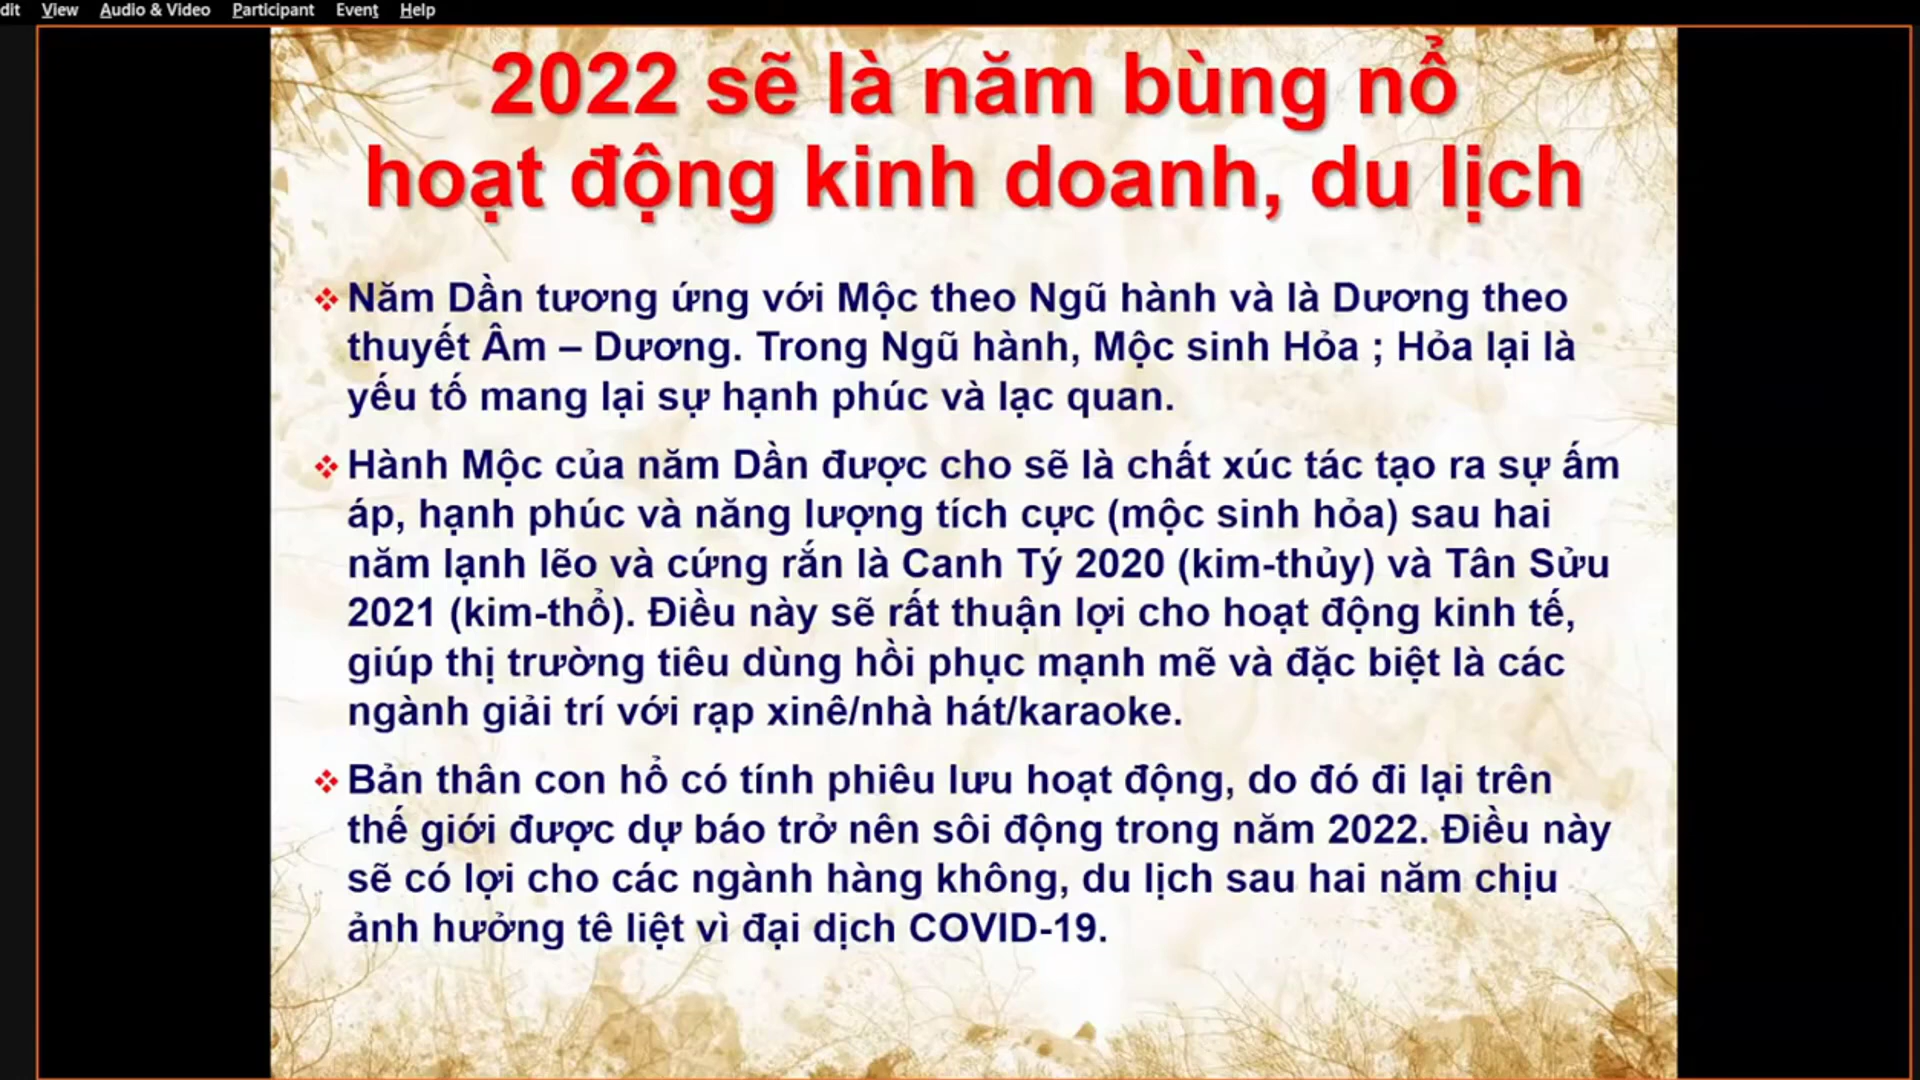 dit View Audio & Video Participant Event Help
2022 sẽ là năm bùng nổ
hoạt động kinh doanh, du lịch
Năm Dần tương ứng với Mộc theo Ngũ hành và là Dương theo
thuyết Âm – Dương. Trong Ngũ hành, Mộc sinh Hỏa ; Hỏa lại là
yếu tố mang lại sự hạnh phúc và lạc quan.
Hành Mộc của năm Dần được cho sẽ là chất xúc tác tạo ra sự ấm
áp, hạnh phúc và năng lượng tích cực (mộc sinh hỏa) sau hai
năm lạnh lẽo và cứng rắn là Canh Tý 2020 (kim-thủy) và Tân Sửu
2021 (kim-thổ). Điều này sẽ rất thuận lợi cho hoạt động kinh tế,
giúp thị trường tiêu dùng hồi phục mạnh mẽ và đặc biệt là các
ngành giải trí với rạp xinê/nhà hát/karaoke.
Bản thân con hổ có tính phiêu lưu hoạt động, do đó đi lại trên
thế giới được dự báo trở nên sôi động trong năm 2022. Điều này
sẽ có lợi cho các ngành hàng không, du lịch sau hai năm chịu
ảnh hưởng tê liệt vì đại dịch COVID-19.